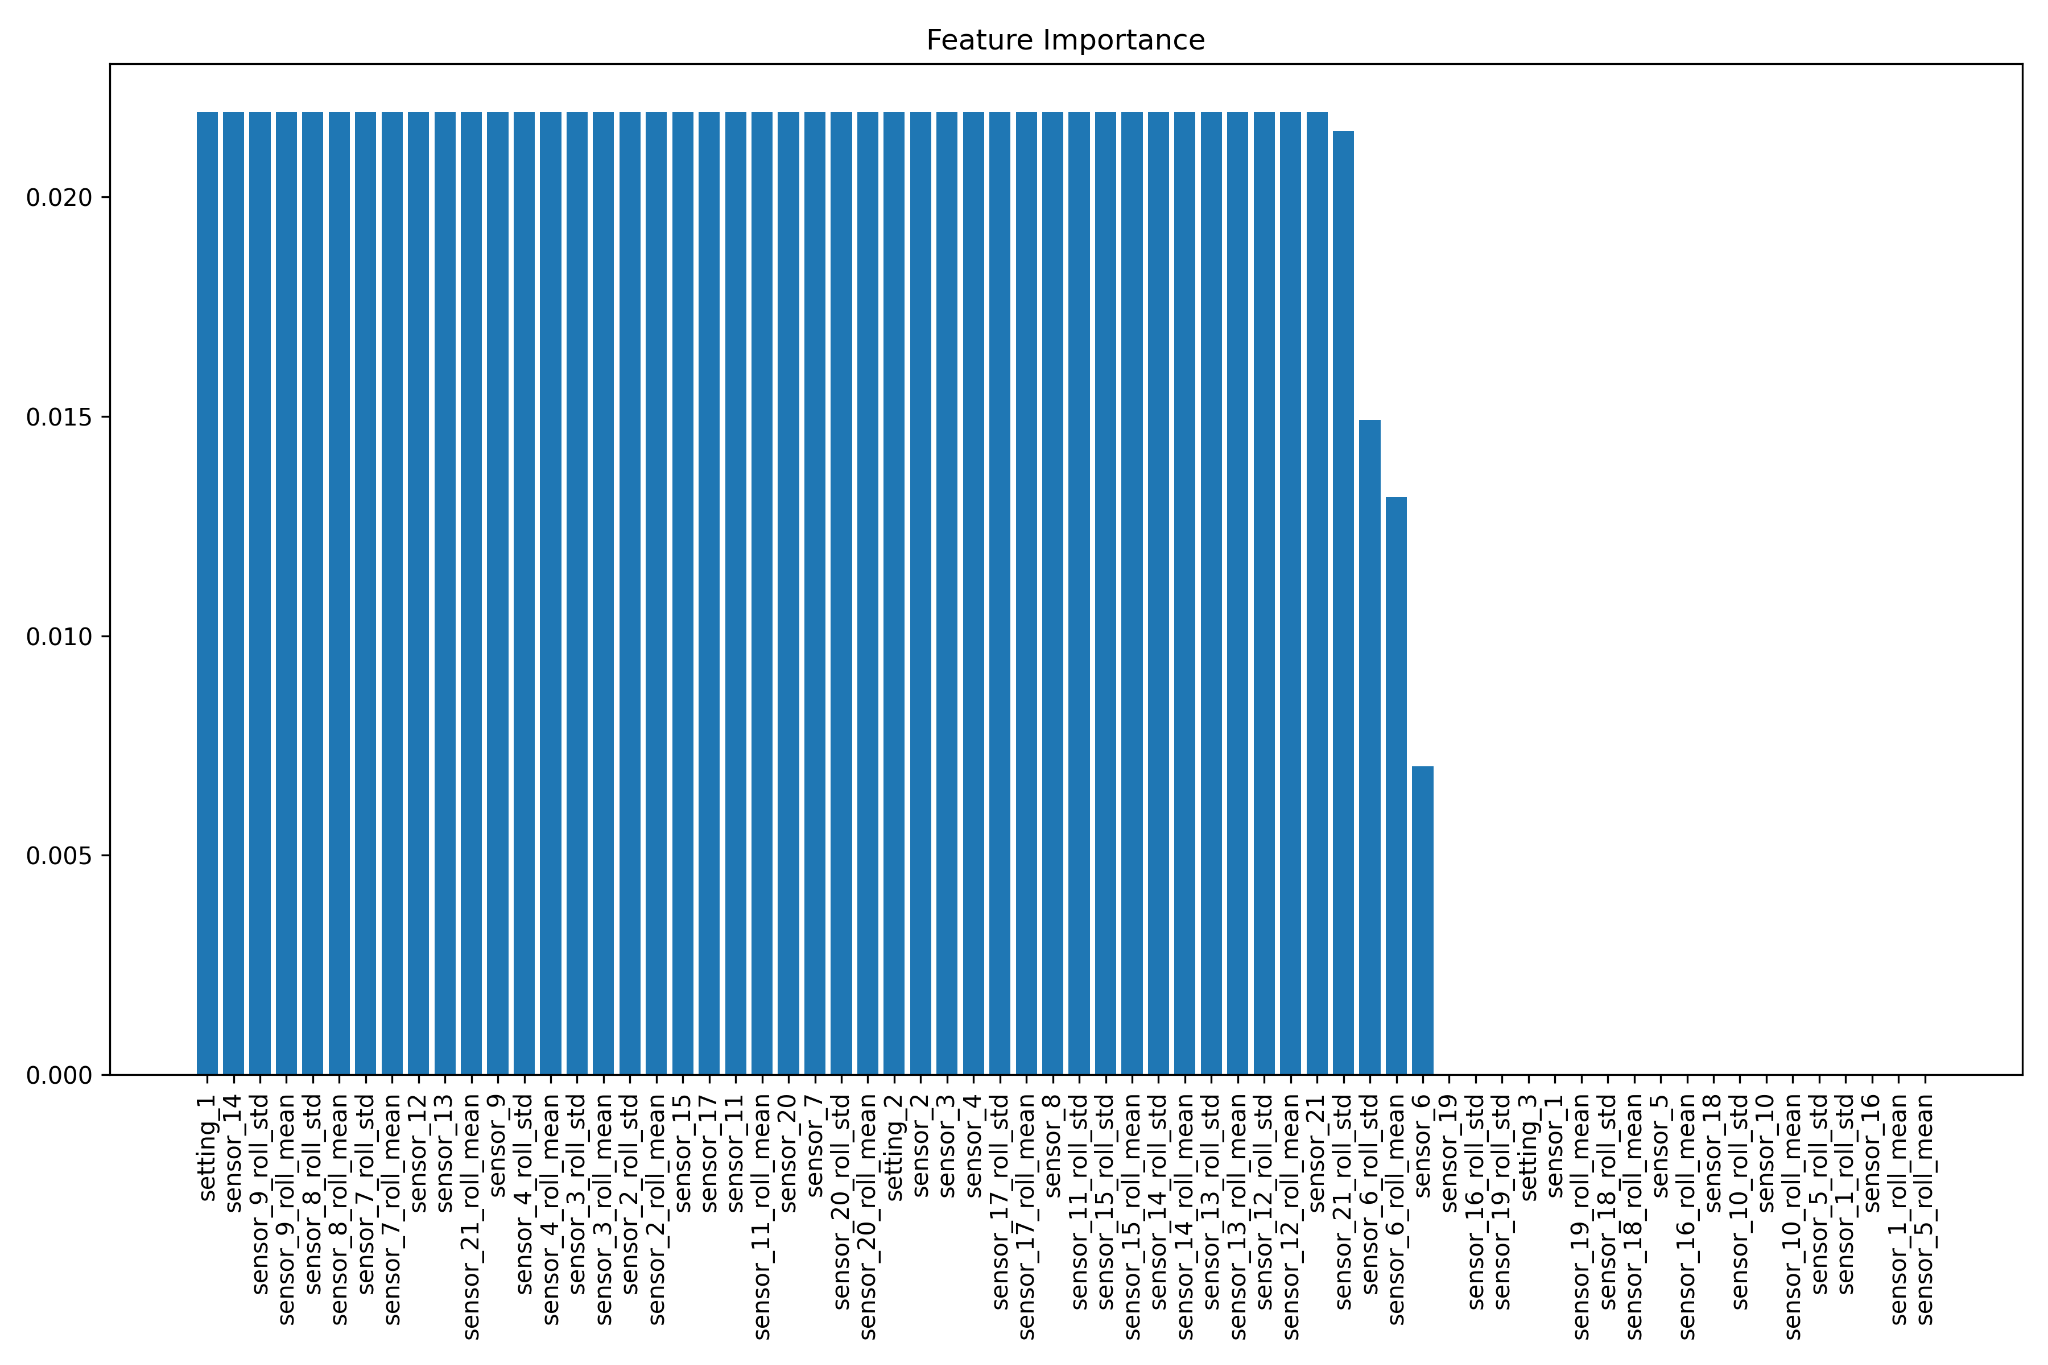 Feature Importance
0.020
0.015
0.010
0.005
0.000
setting_1
sensor_14
sensor_9_roll_std
sensor_9_roll_mean
sensor_8_roll_std
sensor_8_roll_mean
sensor_7_roll_std
sensor_7_roll_mean
sensor_12
sensor_13
sensor_21_roll_mean
sensor_9
sensor_4_roll_std
sensor_4_roll_mean
sensor_3_roll_std
sensor_3_roll_mean
sensor_2_roll_std
sensor_2_roll_mean
sensor_15
sensor_17
sensor_11
sensor_11_roll_mean
sensor_20
sensor_7
sensor_20_roll_std
sensor_20_roll_mean
setting_2
sensor_2
sensor_3
sensor_4
sensor_17_roll_std
sensor_17_roll_mean
sensor_8
sensor_11_roll_std
sensor_15_roll_std
sensor_15_roll_mean
sensor_14_roll_std
sensor_14_roll_mean
sensor_13_roll_std
sensor_13_roll_mean
sensor_12_roll_std
sensor_12_roll_mean
sensor_21
sensor_21_roll_std
sensor_6_roll_std
sensor_6_roll_mean
sensor_6
sensor_19
sensor_16_roll_std
sensor_19_roll_std
setting_3
sensor_1
sensor_19_roll_mean
sensor_18_roll_std
sensor_18_roll_mean
sensor_5
sensor_16_roll_mean
sensor_18
sensor_10_roll_std
sensor_10
sensor_10_roll_mean
sensor_5_roll_std
sensor_1_roll_std
sensor_16
sensor_1_roll_mean
sensor_5_roll_mean